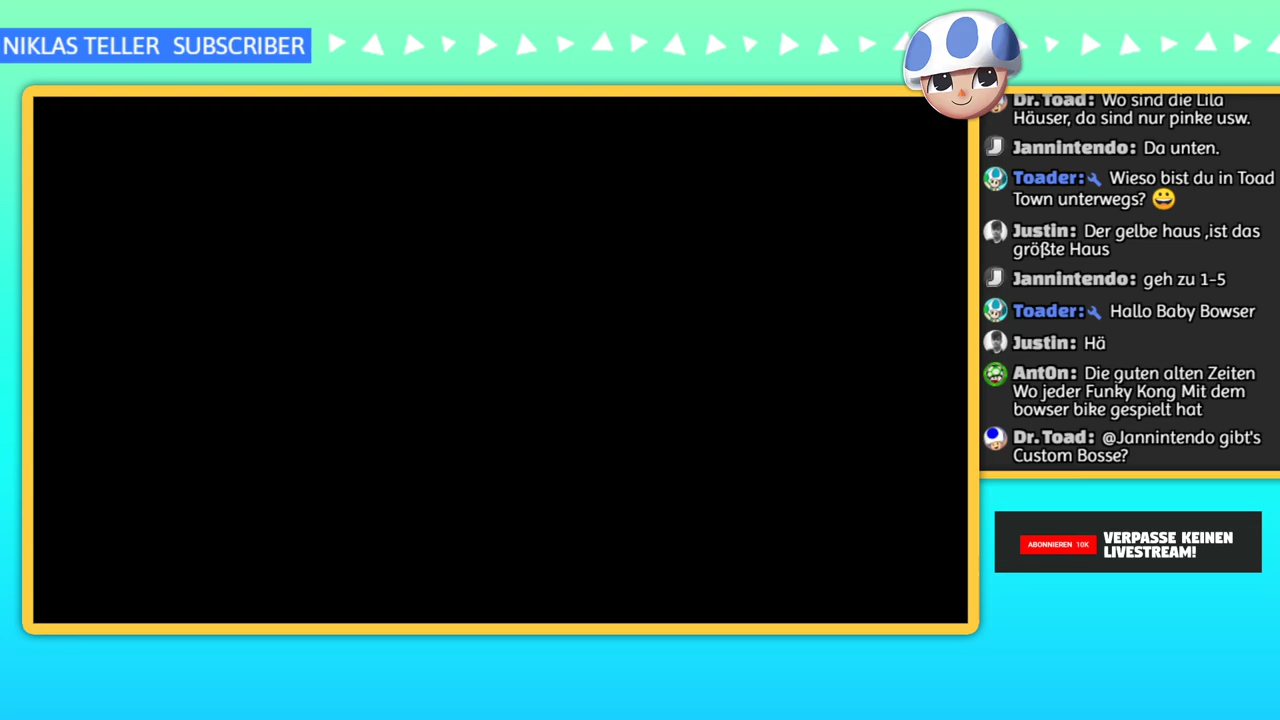 NIKLAS TELLER SUBSCRIBER
Dr. Toad: Wo sind die Lila
Häuser, da sind nur pinke usw.
Jannintendo: Da unten.
Toader: Wieso bist du in Toad
Town unterwegs? 😀
Justin: Der gelbe haus ,ist das
größte Haus
Jannintendo: geh zu 1-5
Toader: Hallo Baby Bowser
Justin: Hä
Ant0n: Die guten alten Zeiten
Wo jeder Funky Kong Mit dem
bowser bike gespielt hat
Dr. Toad: @Jannintendo gibt's
Custom Bosse?
ABONNIEREN 10K
VERPASSE KEINEN
LIVESTREAM!